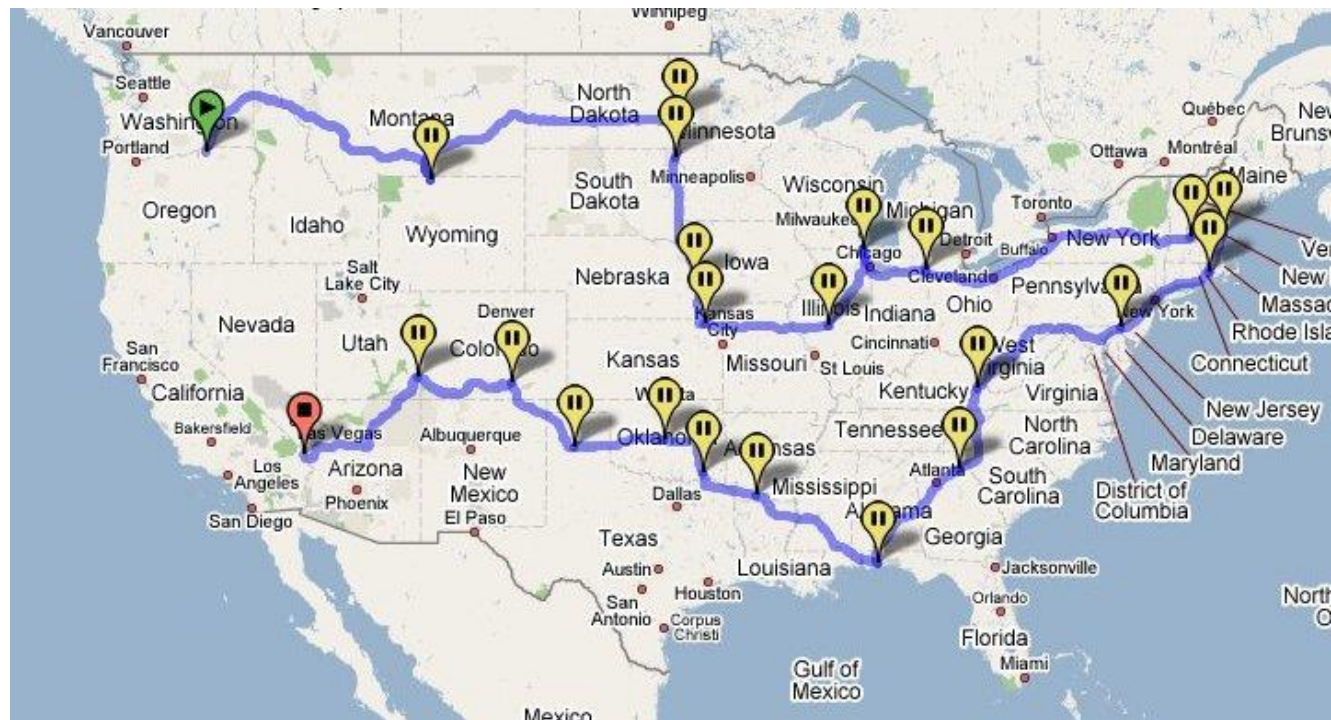 Winnipeg
Vancouver
Seattle
Washington
Portland
Montana
North
Dakota
Minnesota
Québec
Ottawa
Montréal
Maine
Oregon
Idaho
Wyoming
South
Dakota
Minneapolis
Wisconsin
Milwaukee
Michigan
Toronto
Detroit
Buffalo
New York
Salt
Lake City
Nebraska
Iowa
Chicago
Cleveland
Pennsylvania
Nevada
Utah
Denver
Colorado
Kansas
City
Illinois
Indiana
Ohio
New York
Rhode Isla
Connecticut
San
Francisco
California
Kansas
Missouri
St Louis
Cincinnati
Kentucky
West
Virginia
Virginia
New Jersey
Delaware
Maryland
District of
Columbia
Bakersfield
Las Vegas
Los
Angeles
Arizona
Phoenix
San Diego
Albuquerque
New
Mexico
El Paso
Oklahoma
Arkansas
Tennessee
North
Carolina
Atlanta
South
Carolina
Dallas
Mississippi
Alabama
Georgia
Texas
Austin
San
Antonio
Houston
Corpus
Christi
Louisiana
Jacksonville
Orlando
Florida
Miami
Gulf of
Mexico
Mexico
New
Brunsw
Ver
New
Massac
North